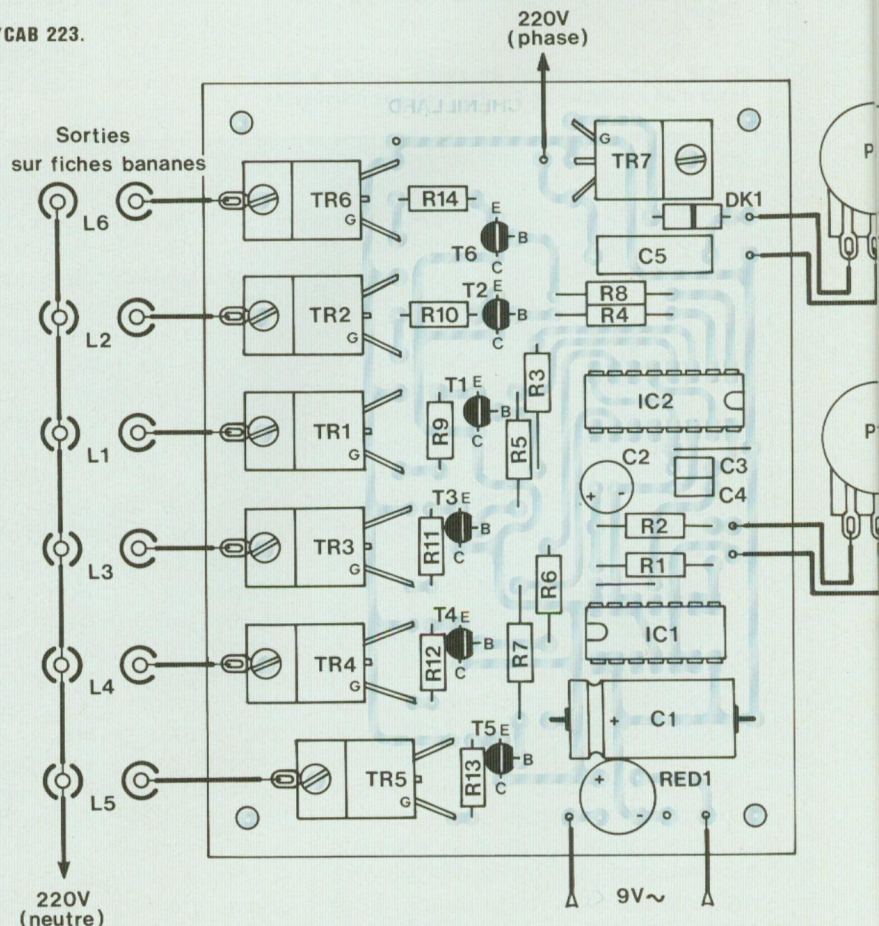 CAB 223.
220V
(phase)
CHENILLARD
Sorties
sur fiches bananes
L6
L2
L1
L3
L4
L5
220V
(neutre)
TR6
G
R14
E
B
C
T6
TR7
G
DK1
C5
P
TR2
G
R10
T2
E
B
C
R8
R4
TR1
G
R9
T1
E
B
C
R5
R3
IC2
C2
+ -
C3
C4
P
TR3
G
R11
T3
E
B
C
R2
R1
R6
TR4
G
R12
T4
E
B
C
R7
IC1
+ C1
TR5
G
R13
T5
E
B
C
+
-
RED1
9V~